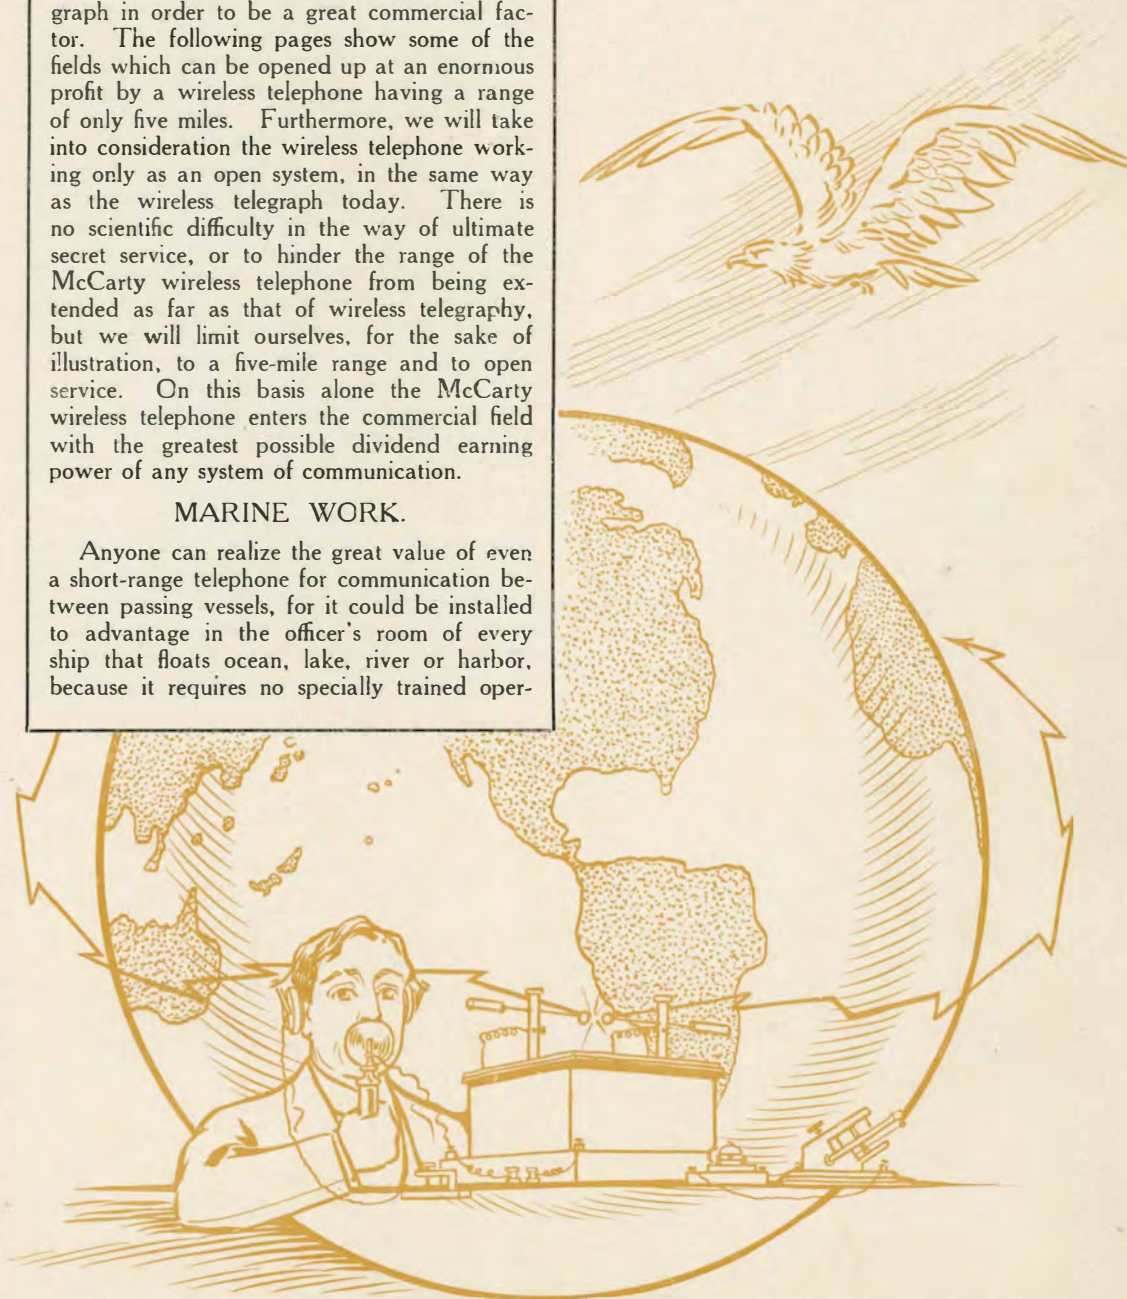 graph in order to be a great commercial fac-
tor. The following pages show some of the
fields which can be opened up at an enormous
profit by a wireless telephone having a range
of only five miles. Furthermore, we will take
into consideration the wireless telephone work-
ing only as an open system, in the same way
as the wireless telegraph today. There is
no scientific difficulty in the way of ultimate
secret service, or to hinder the range of the
McCarty wireless telephone from being ex-
tended as far as that of wireless telegraphy,
but we will limit ourselves, for the sake of
illustration, to a five-mile range and to open
service. On this basis alone the McCarty
wireless telephone enters the commercial field
with the greatest possible dividend earning
power of any system of communication.
MARINE WORK.
Anyone can realize the great value of even
a short-range telephone for communication be-
tween passing vessels, for it could be installed
to advantage in the officer's room of every
ship that floats ocean, lake, river or harbor,
because it requires no specially trained oper-